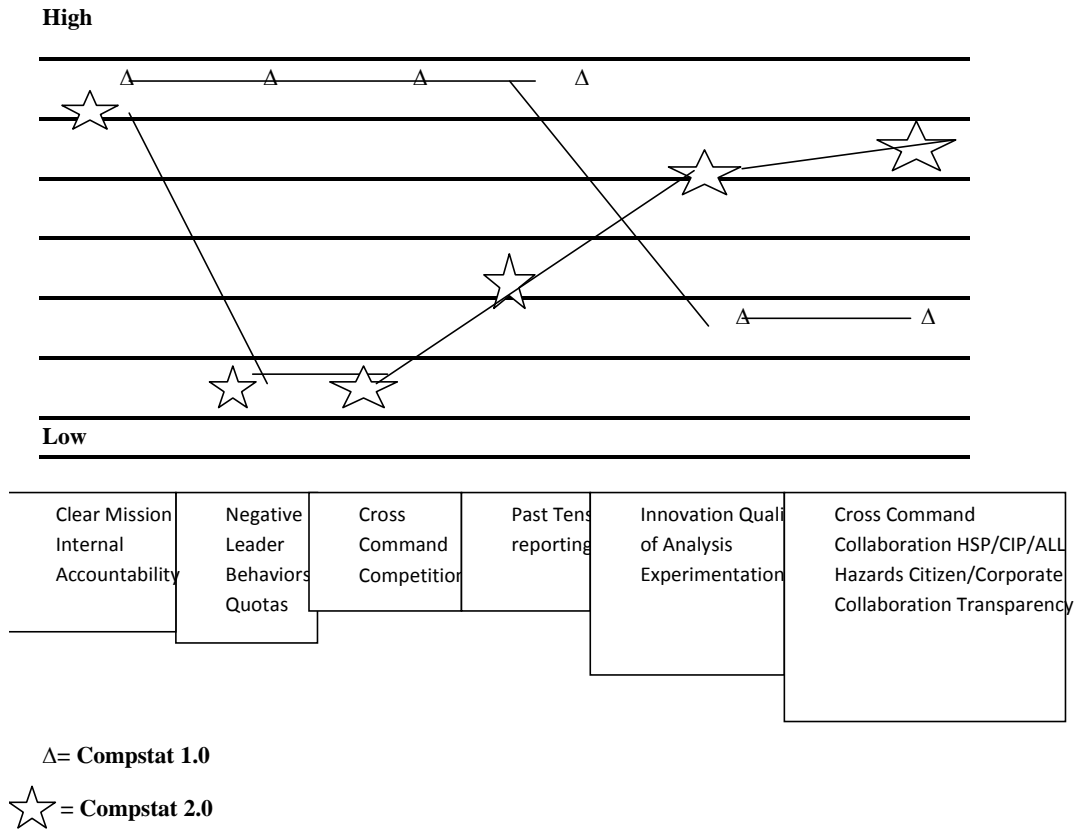 High
Δ Δ Δ Δ
Δ Δ
Low
Clear Mission
Internal
Accountability
Negative
Leader
Behaviors
Quotas
Cross
Command
Competition
Past Tens
reporting
Innovation Quali
of Analysis
Experimentation
Cross Command
Collaboration HSP/CIP/ALL
Hazards Citizen/Corporate
Collaboration Transparency
Δ= Compstat 1.0
= Compstat 2.0